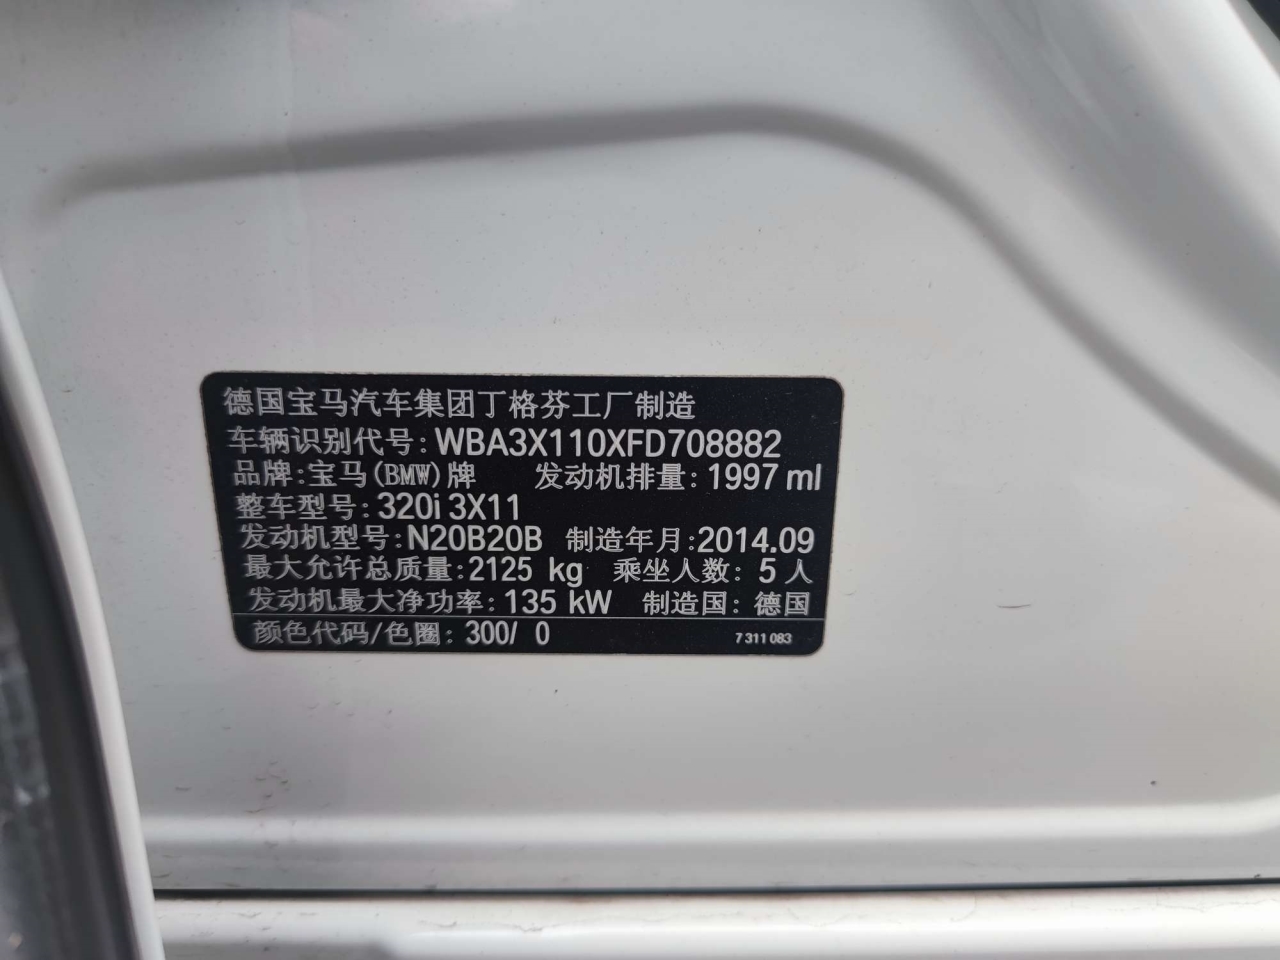 德国宝马汽车集团丁格芬工厂制造
车辆识别代号: WBA3X110XFD708882
品牌: 宝马(BMW)牌 发动机排量: 1997 ml
整车型号: 320i 3X11
发动机型号: N20B20B 制造年月: 2014.09
最大允许总质量: 2125 kg 乘坐人数: 5 人
发动机最大净功率: 135 kW 制造国: 德国
颜色代码/色圈: 300/ 0 7 311 083